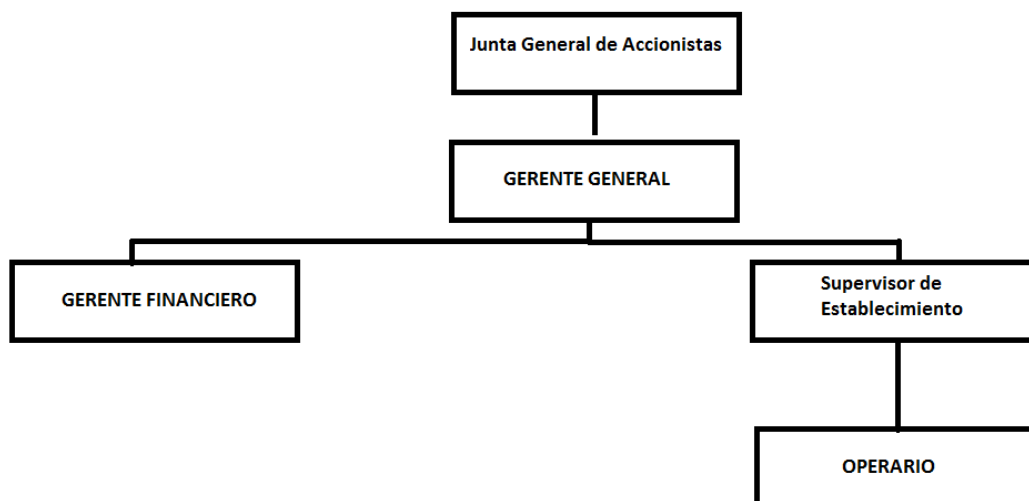 Junta General de Accionistas
GERENTE GENERAL
GERENTE FINANCIERO
Supervisor de
Establecimiento
OPERARIO